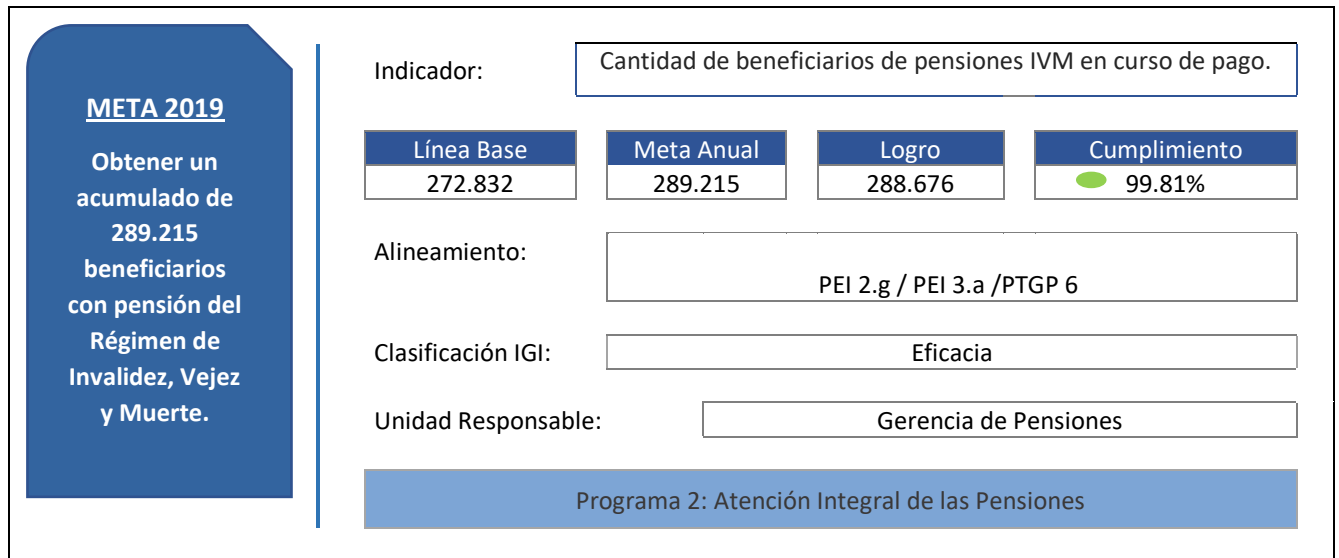 META 2019
Obtener un
acumulado de
289.215
beneficiarios
con pensión del
Régimen de
Invalidez, Vejez
y Muerte.
Indicador:
Cantidad de beneficiarios de pensiones IVM en curso de pago.
Línea Base Meta Anual Logro Cumplimiento
272.832 289.215 288.676 99.81%
Alineamiento:
PEI 2.g / PEI 3.a /PTGP 6
Clasificación IGI: Eficacia
Unidad Responsable: Gerencia de Pensiones
Programa 2: Atención Integral de las Pensiones